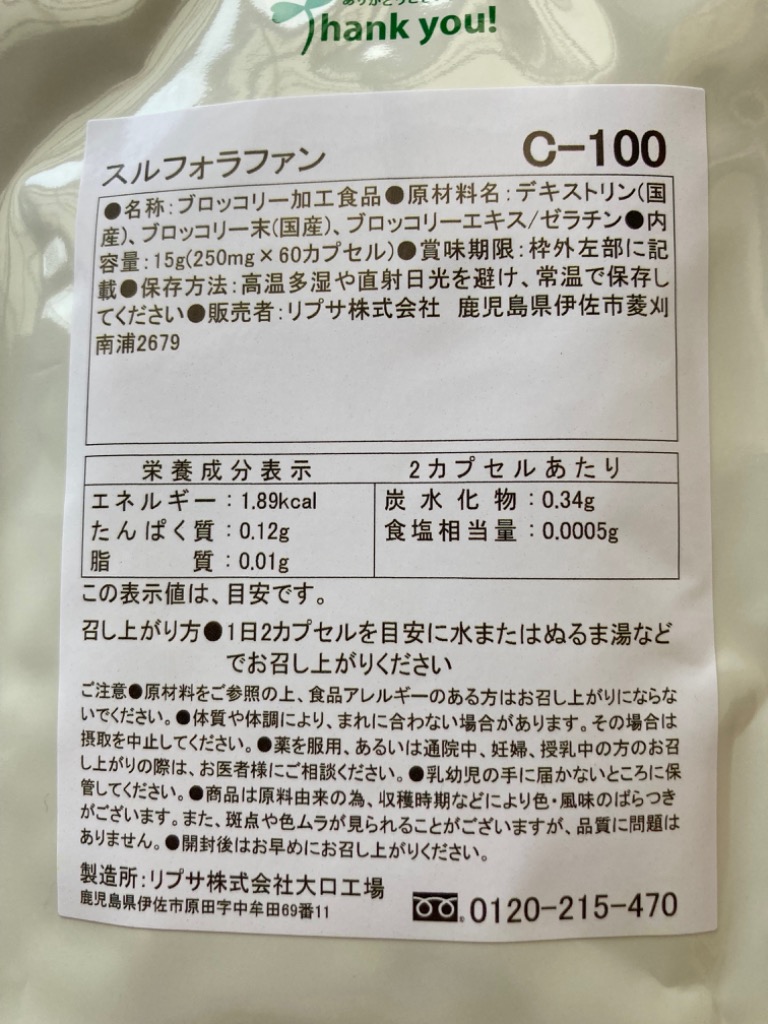 Thank you!
スルフォラファン C-100
●名称:ブロッコリー加工食品●原材料名:デキストリン(国
産)、ブロッコリー末(国産)、ブロッコリーエキス/ゼラチン●内
容量:15g(250mg×60カプセル)●賞味期限:枠外左部に記
載●保存方法:高温多湿や直射日光を避け、常温で保存し
てください●販売者:リプサ株式会社 鹿児島県伊佐市菱刈
南浦2679
栄養成分表示 2カプセルあたり
エネルギー:1.89kcal 炭水化物:0.34g
たんぱく質:0.12g 食塩相当量:0.0005g
脂質:0.01g
この表示値は、目安です。
召し上がり方●1日2カプセルを目安に水またはぬるま湯など
でお召し上がりください
ご注意●原材料をご参照の上、食品アレルギーのある方はお召し上がりにならな
いでください。●体質や体調により、まれに合わない場合があります。その場合は
摂取を中止してください。●薬を服用、あるいは通院中、妊婦、授乳中の方のお召
し上がりの際は、お医者様にご相談ください。●乳幼児の手に届かないところに保
管してください。●商品は原料由来の為、収穫時期などにより色・風味のばらつき
がございます。また、斑点や色ムラが見られることがございますが、品質に問題は
ありません。●開封後はお早めにお召し上がりください。
製造所:リプサ株式会社大口工場
鹿児島県伊佐市原田字中牟田69番11 0120-215-470